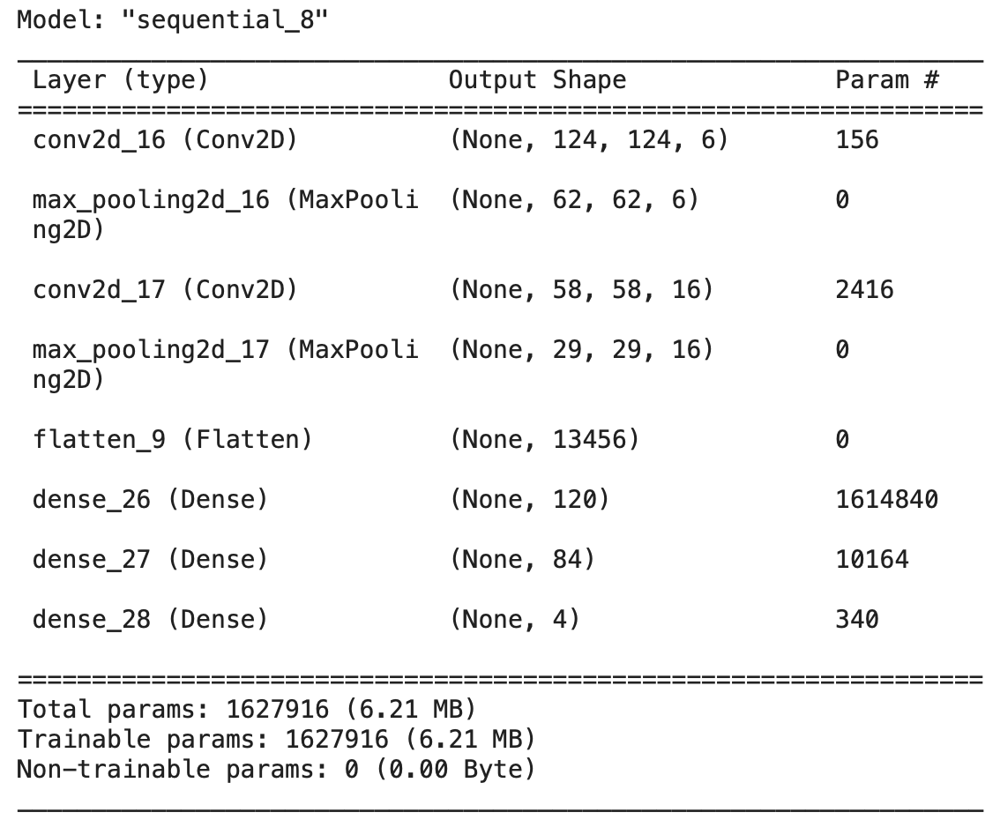 Model: "sequential_8"
_________________________________________________________________
Layer (type)                Output Shape              Param #
=================================================================
conv2d_16 (Conv2D)          (None, 124, 124, 6)       156
max_pooling2d_16 (MaxPooli  (None, 62, 62, 6)         0
ng2D)
conv2d_17 (Conv2D)          (None, 58, 58, 16)        2416
max_pooling2d_17 (MaxPooli  (None, 29, 29, 16)        0
ng2D)
flatten_9 (Flatten)         (None, 13456)             0
dense_26 (Dense)            (None, 120)               1614840
dense_27 (Dense)            (None, 84)                10164
dense_28 (Dense)            (None, 4)                 340
=================================================================
Total params: 1627916 (6.21 MB)
Trainable params: 1627916 (6.21 MB)
Non-trainable params: 0 (0.00 Byte)
_________________________________________________________________